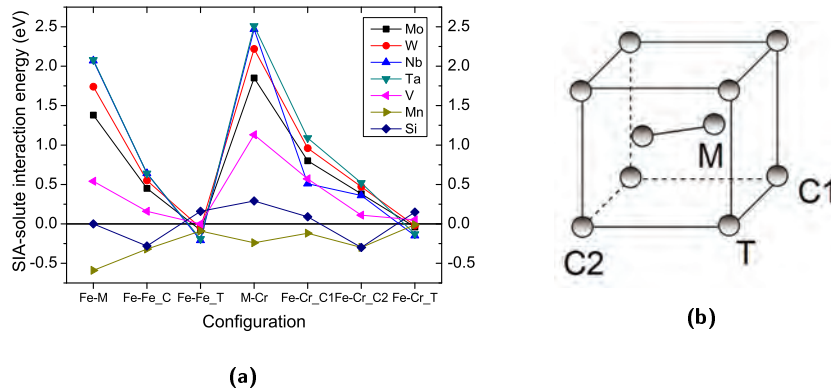 SIA-solute interaction energy (eV)
2.5
2.0
1.5
1.0
0.5
0.0
-0.5
Mo
W
Nb
Ta
V
Mn
Si
2.5
2.0
1.5
1.0
0.5
0.0
-0.5
Fe-M Fe-Fe_C Fe-Fe_T M-Cr Fe-Cr_C1 Fe-Cr_C2 Fe-Cr_T
Configuration
(a)
M
C1
C2
T
(b)